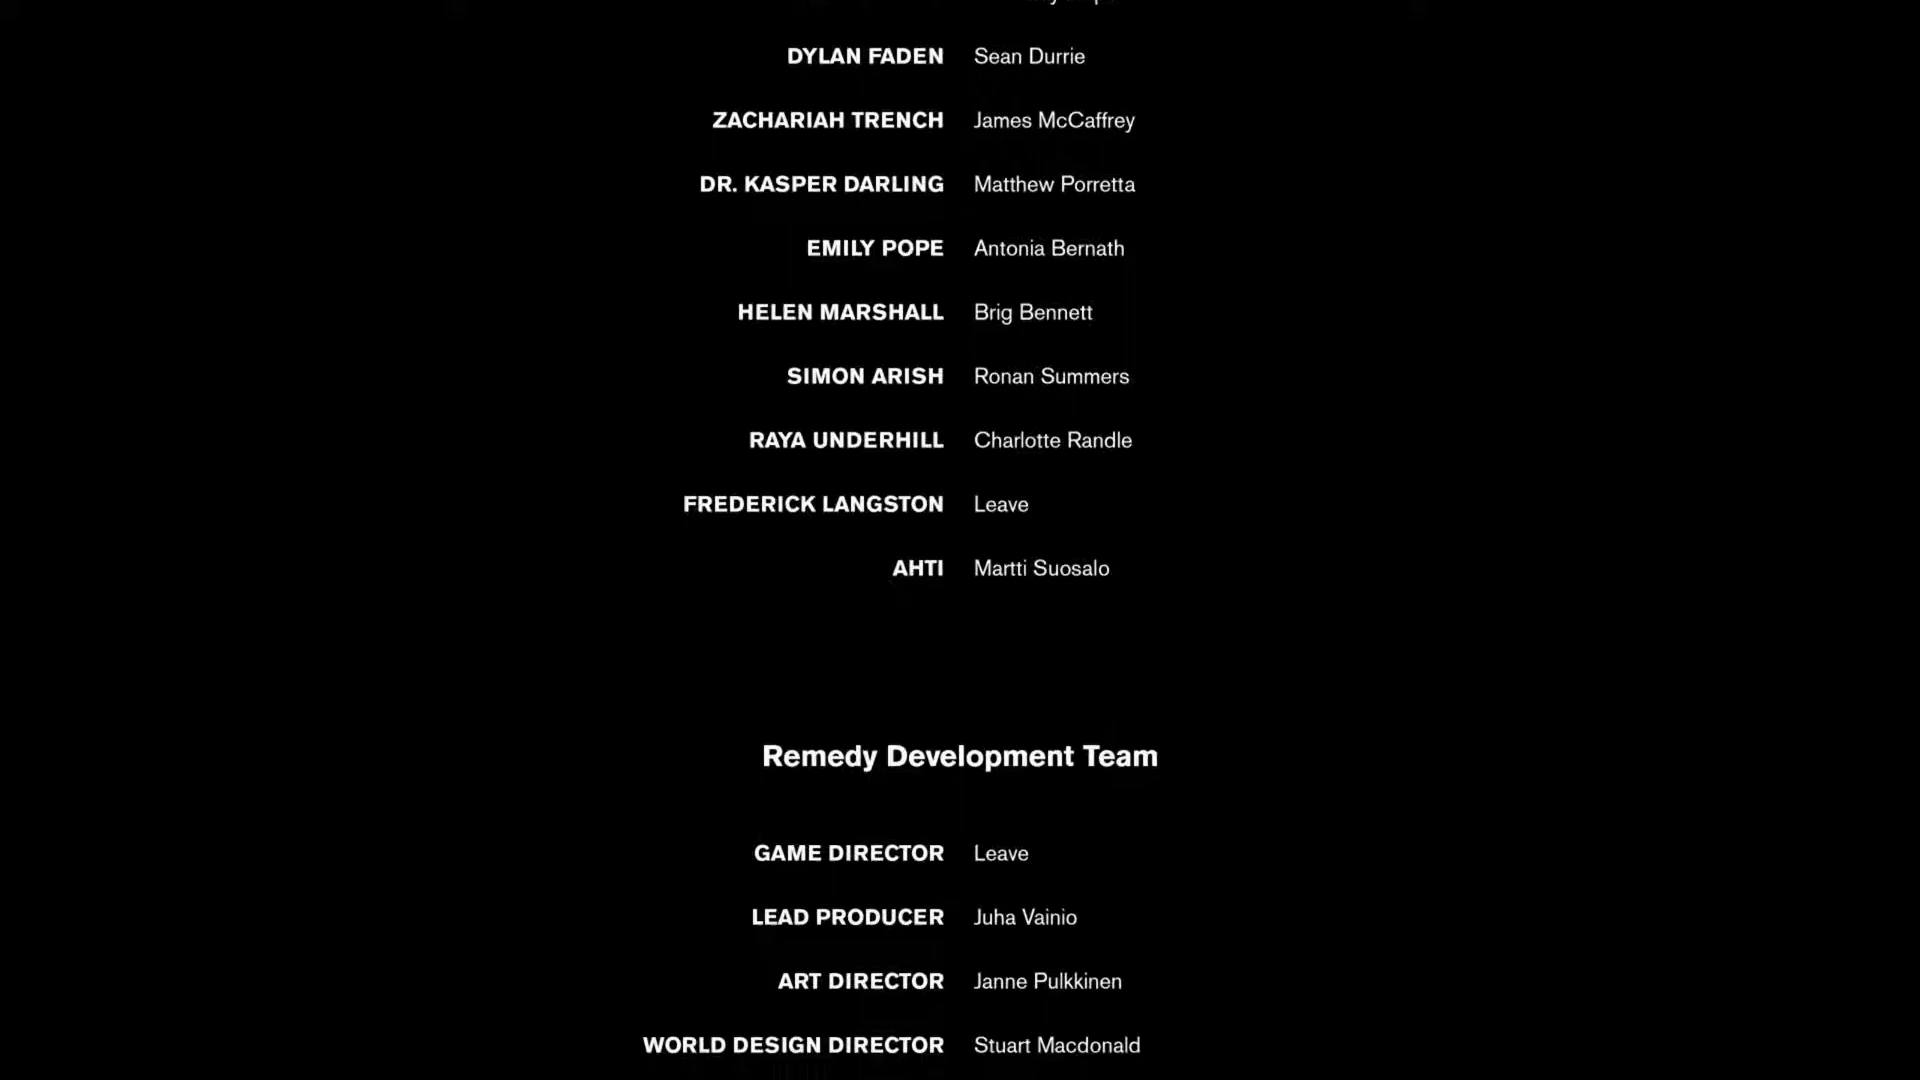 DYLAN FADEN Sean Durrie
ZACHARIAH TRENCH James McCaffrey
DR. KASPER DARLING Matthew Porretta
EMILY POPE Antonia Bernath
HELEN MARSHALL Brig Bennett
SIMON ARISH Ronan Summers
RAYA UNDERHILL Charlotte Randle
FREDERICK LANGSTON Leave
AHTI Martti Suosalo
Remedy Development Team
GAME DIRECTOR Leave
LEAD PRODUCER Juha Vainio
ART DIRECTOR Janne Pulkkinen
WORLD DESIGN DIRECTOR Stuart Macdonald